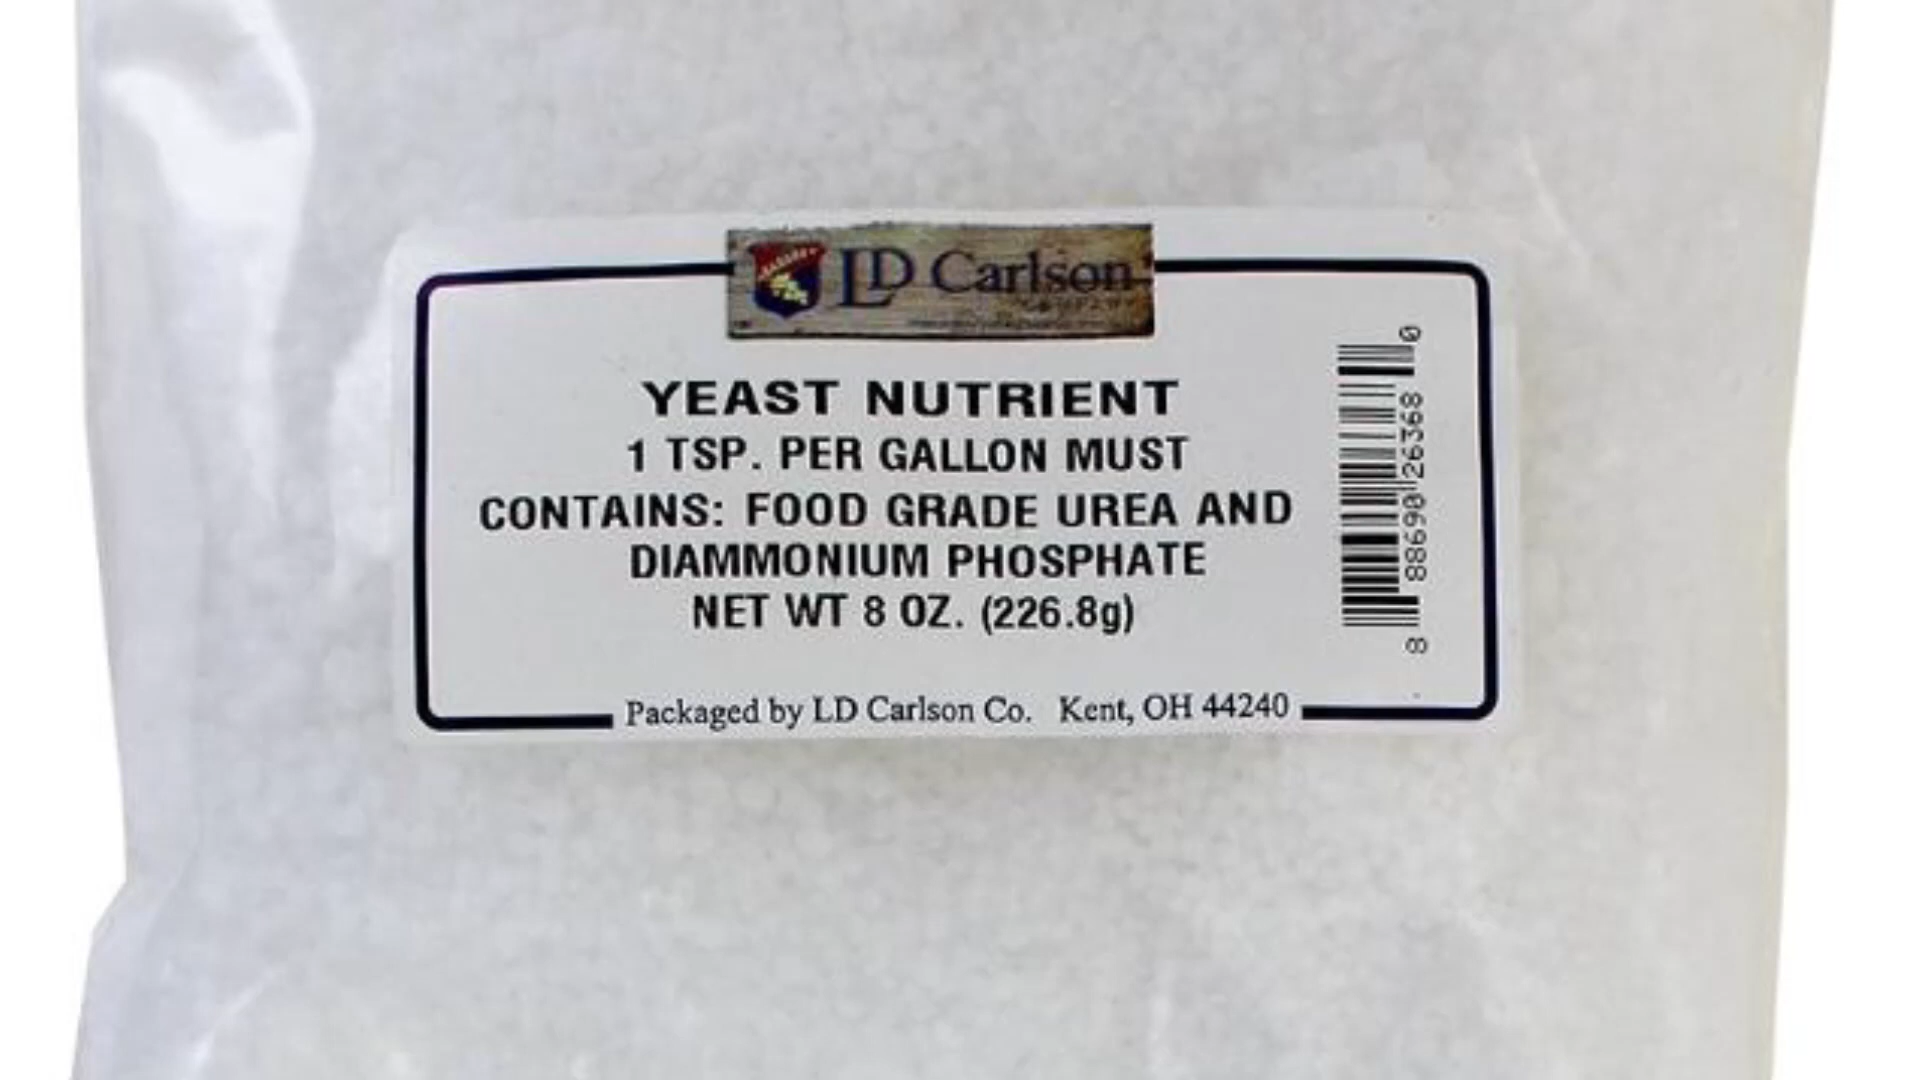 LD Carlson
COMPANY
YEAST NUTRIENT
1 TSP. PER GALLON MUST
CONTAINS: FOOD GRADE UREA AND
DIAMMONIUM PHOSPHATE
NET WT 8 OZ. (226.8g)
Packaged by LD Carlson Co. Kent, OH 44240
8 88690 26368 0